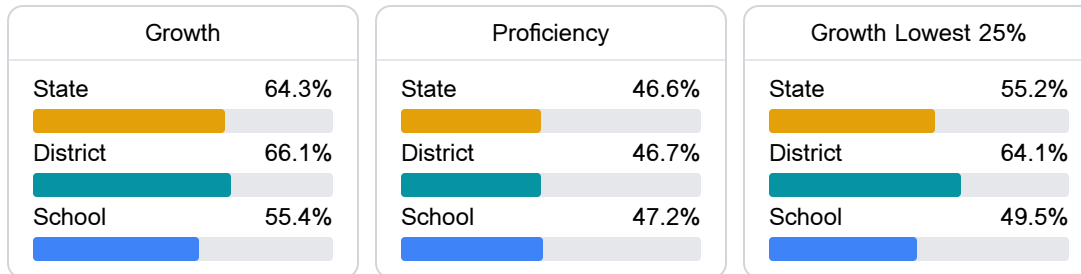 Growth
State 64.3%
District 66.1%
School 55.4%
Proficiency
State 46.6%
District 46.7%
School 47.2%
Growth Lowest 25%
State 55.2%
District 64.1%
School 49.5%